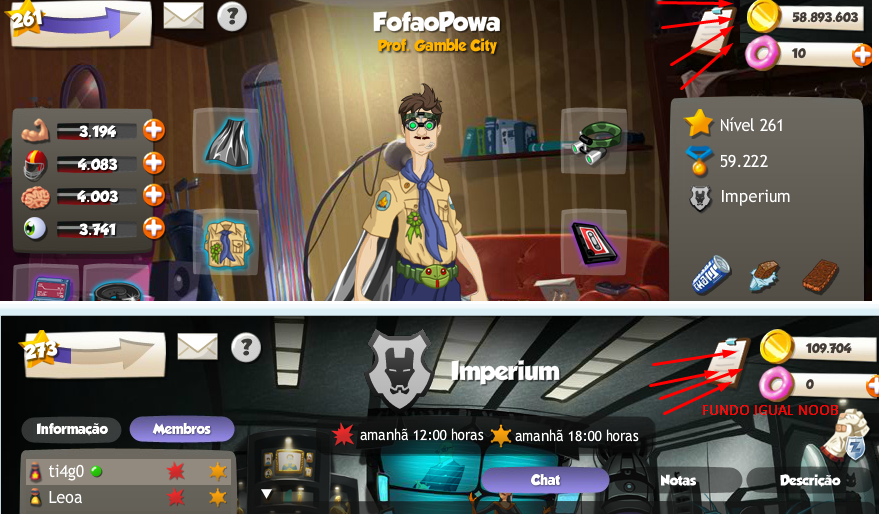 261
?
FofaoPowa
Prof. Gamble City
58.893.603
10
3.194
4.083
4.003
3.741
Nível 261
59.222
Imperium
273
?
Imperium
109.704
0
FUNDO IGUAL NOOB
Informação
Membros
amanhã 12:00 horas
amanhã 18:00 horas
ti4g0
Leoa
Chat
Notas
Descrição